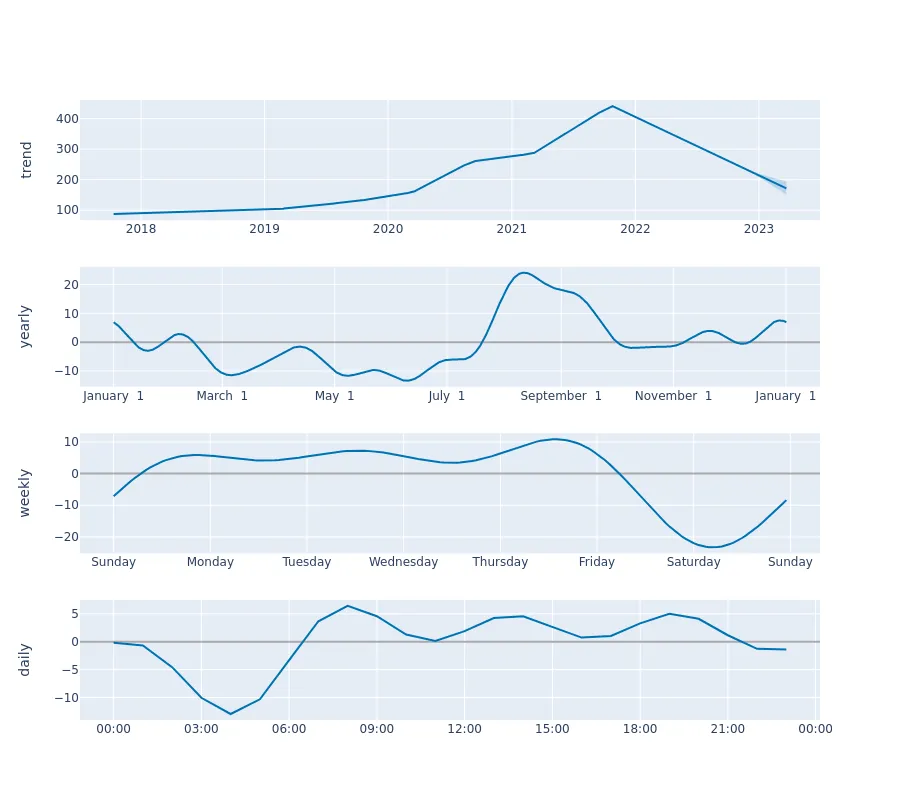 trend
400
300
200
100
2018 2019 2020 2021 2022 2023
yearly
20
10
0
−10
January 1 March 1 May 1 July 1 September 1 November 1 January 1
weekly
10
0
−10
−20
Sunday Monday Tuesday Wednesday Thursday Friday Saturday Sunday
daily
5
0
−5
−10
00:00 03:00 06:00 09:00 12:00 15:00 18:00 21:00 00:00